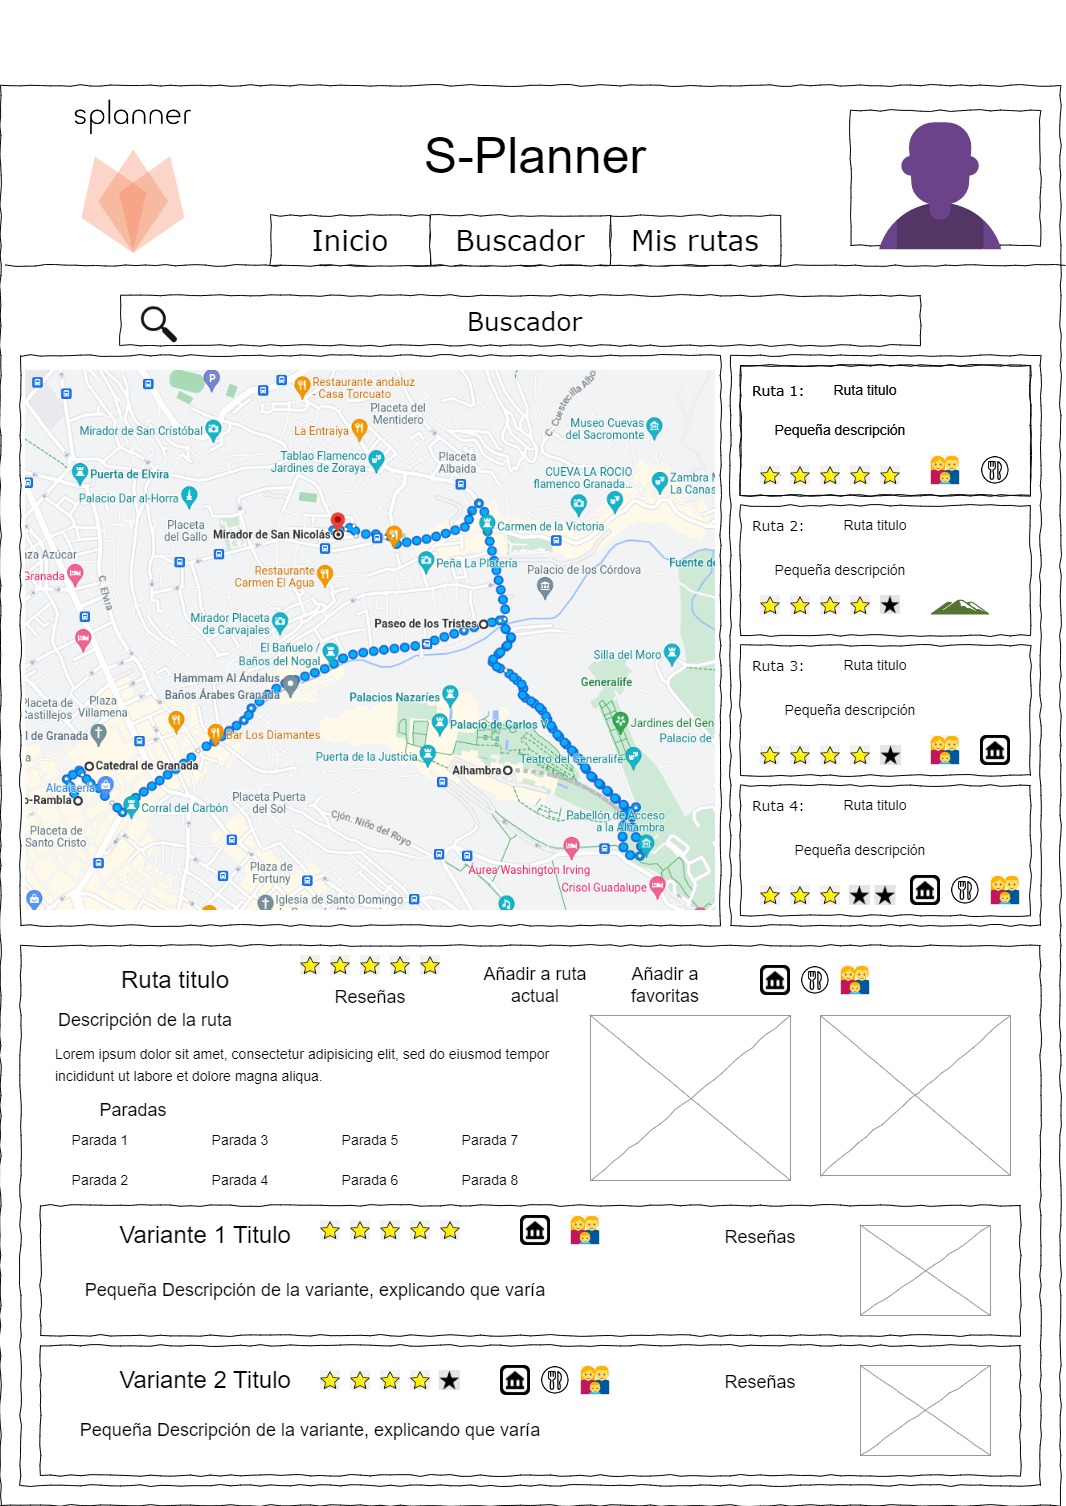 splanner
S-Planner
Inicio
Buscador
Mis rutas
Buscador
Restaurante andaluz
- Casa Torcuato
Placeta del
Mentidero
La Entraiya
Mirador de San Cristóbal
Tablao Flamenco
Jardines de Zoraya
Placeta
Albaida
Museo Cuevas
del Sacromonte
Puerta de Elvira
CUEVA LA ROCIO
flamenco Granada...
Zambra M
La Canas
Palacio Dar al-Horra
Placeta
del Gallo
Mirador de San Nicolás
Carmen de la Victoria
aza Azúcar
Granada
C. Elvira
Restaurante
Carmen El Agua
Peña La Platería
Palacio de los Córdova
Fuente de
Mirador Placeta
de Carvajales
Paseo de los Tristes
El Bañuelo /
Baños del Nogal
Silla del Moro
Hammam Al Ándalus
Baños Árabes Granada
Generalife
Palacios Nazaríes
Placeta de
Castillejos
Plaza
Villamena
l de Granada
a
Bar Los Diamantes
Palacio de Carlos V
Jardines del Gen
Palacio de
Puerta de la Justicia
Teatro del Generalife
Catedral de Granada
Alhambra
Alcaicería
o-Rambla
Corral del Carbón
Placeta Puerta
del Sol
Cjón. Niño del Royo
Pabellón de Acceso
a la Alhambra
Placeta de
Santo Cristo
Plaza de
Fortuny
Áurea Washington Irving
Crisol Guadalupe
Iglesia de Santo Domingo
Ruta 1: Ruta titulo
Pequeña descripción
Ruta 2: Ruta titulo
Pequeña descripción
Ruta 3: Ruta titulo
Pequeña descripción
Ruta 4: Ruta titulo
Pequeña descripción
Ruta titulo
Reseñas
Añadir a ruta
actual
Añadir a
favoritas
Descripción de la ruta
Lorem ipsum dolor sit amet, consectetur adipisicing elit, sed do eiusmod tempor
incididunt ut labore et dolore magna aliqua.
Paradas
Parada 1 Parada 3 Parada 5 Parada 7
Parada 2 Parada 4 Parada 6 Parada 8
Variante 1 Titulo
Reseñas
Pequeña Descripción de la variante, explicando que varía
Variante 2 Titulo
Reseñas
Pequeña Descripción de la variante, explicando que varía